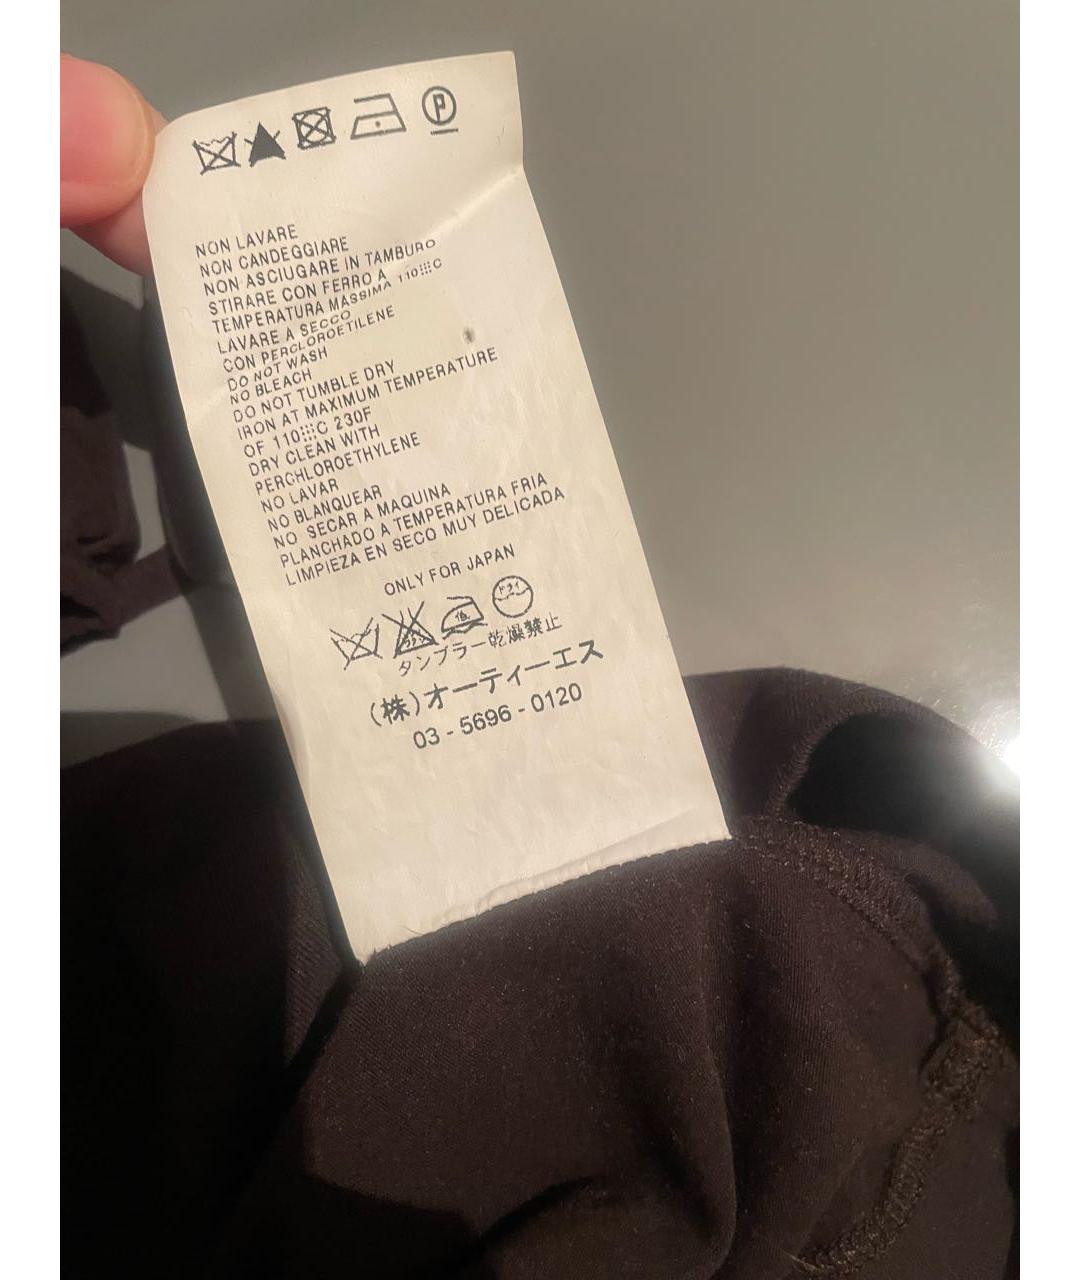 NON LAVARE
NON CANDEGGIARE
NON ASCIUGARE IN TAMBURO
STIRARE CON FERRO A
TEMPERATURA MASSIMA 110⁝⁝⁝C
LAVARE A SECCO
CON PERCLOROETILENE
DO NOT WASH
NO BLEACH
DO NOT TUMBLE DRY
IRON AT MAXIMUM TEMPERATURE
OF 110⁝⁝⁝C 230F
DRY CLEAN WITH
PERCHLOROETHYLENE
NO LAVAR
NO BLANQUEAR
NO SECAR A MAQUINA
PLANCHADO A TEMPERATURA FRIA
LIMPIEZA EN SECO MUY DELICADA
ONLY FOR JAPAN
タンブラー乾燥禁止
(株)オーティーエス
03-5696-0120